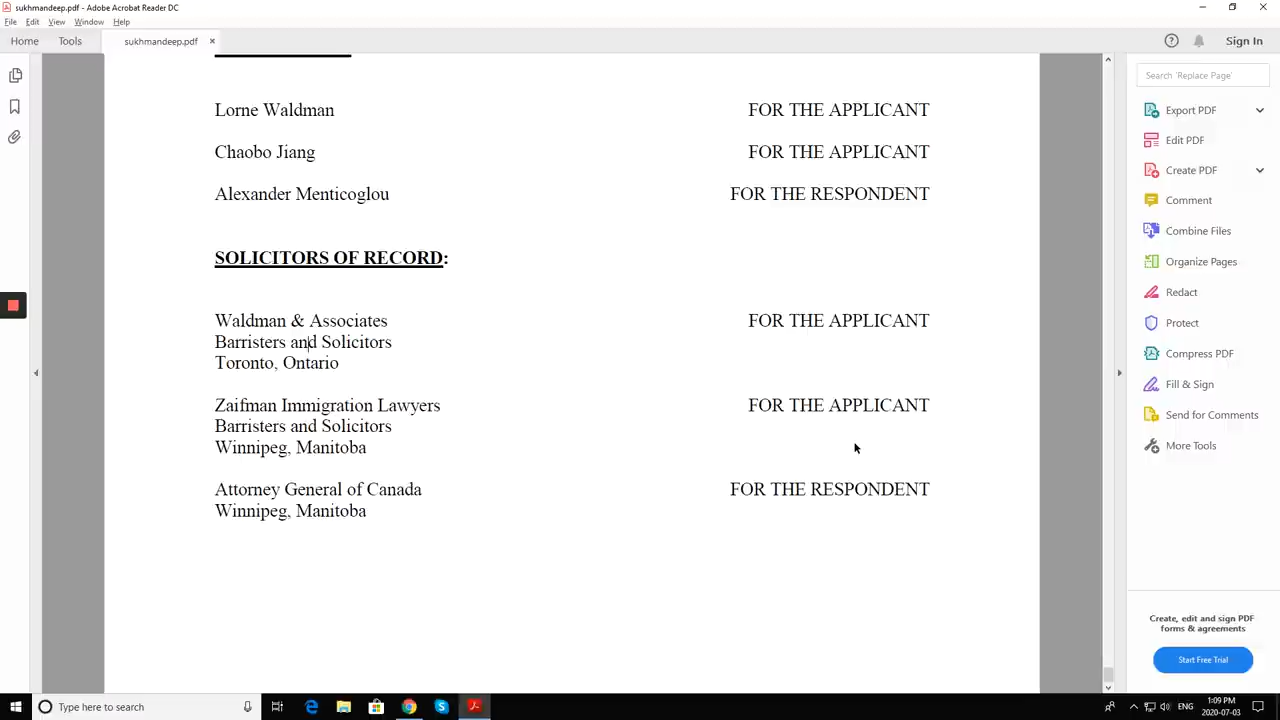 sukhmandeep.pdf - Adobe Acrobat Reader DC
File Edit View Window Help
Home Tools sukhmandeep.pdf × Sign In
Search 'Replace Page'
Lorne Waldman FOR THE APPLICANT
Chaobo Jiang FOR THE APPLICANT
Alexander Menticoglou FOR THE RESPONDENT
SOLICITORS OF RECORD:
Waldman & Associates FOR THE APPLICANT
Barristers and Solicitors
Toronto, Ontario
Zaifman Immigration Lawyers FOR THE APPLICANT
Barristers and Solicitors
Winnipeg, Manitoba
Attorney General of Canada FOR THE RESPONDENT
Winnipeg, Manitoba
Export PDF
Edit PDF
Create PDF
Comment
Combine Files
Organize Pages
Redact
Protect
Compress PDF
Fill & Sign
Send for Comments
More Tools
Create, edit and sign PDF
forms & agreements
Start Free Trial
Type here to search
ENG
1:09 PM
2020-07-03